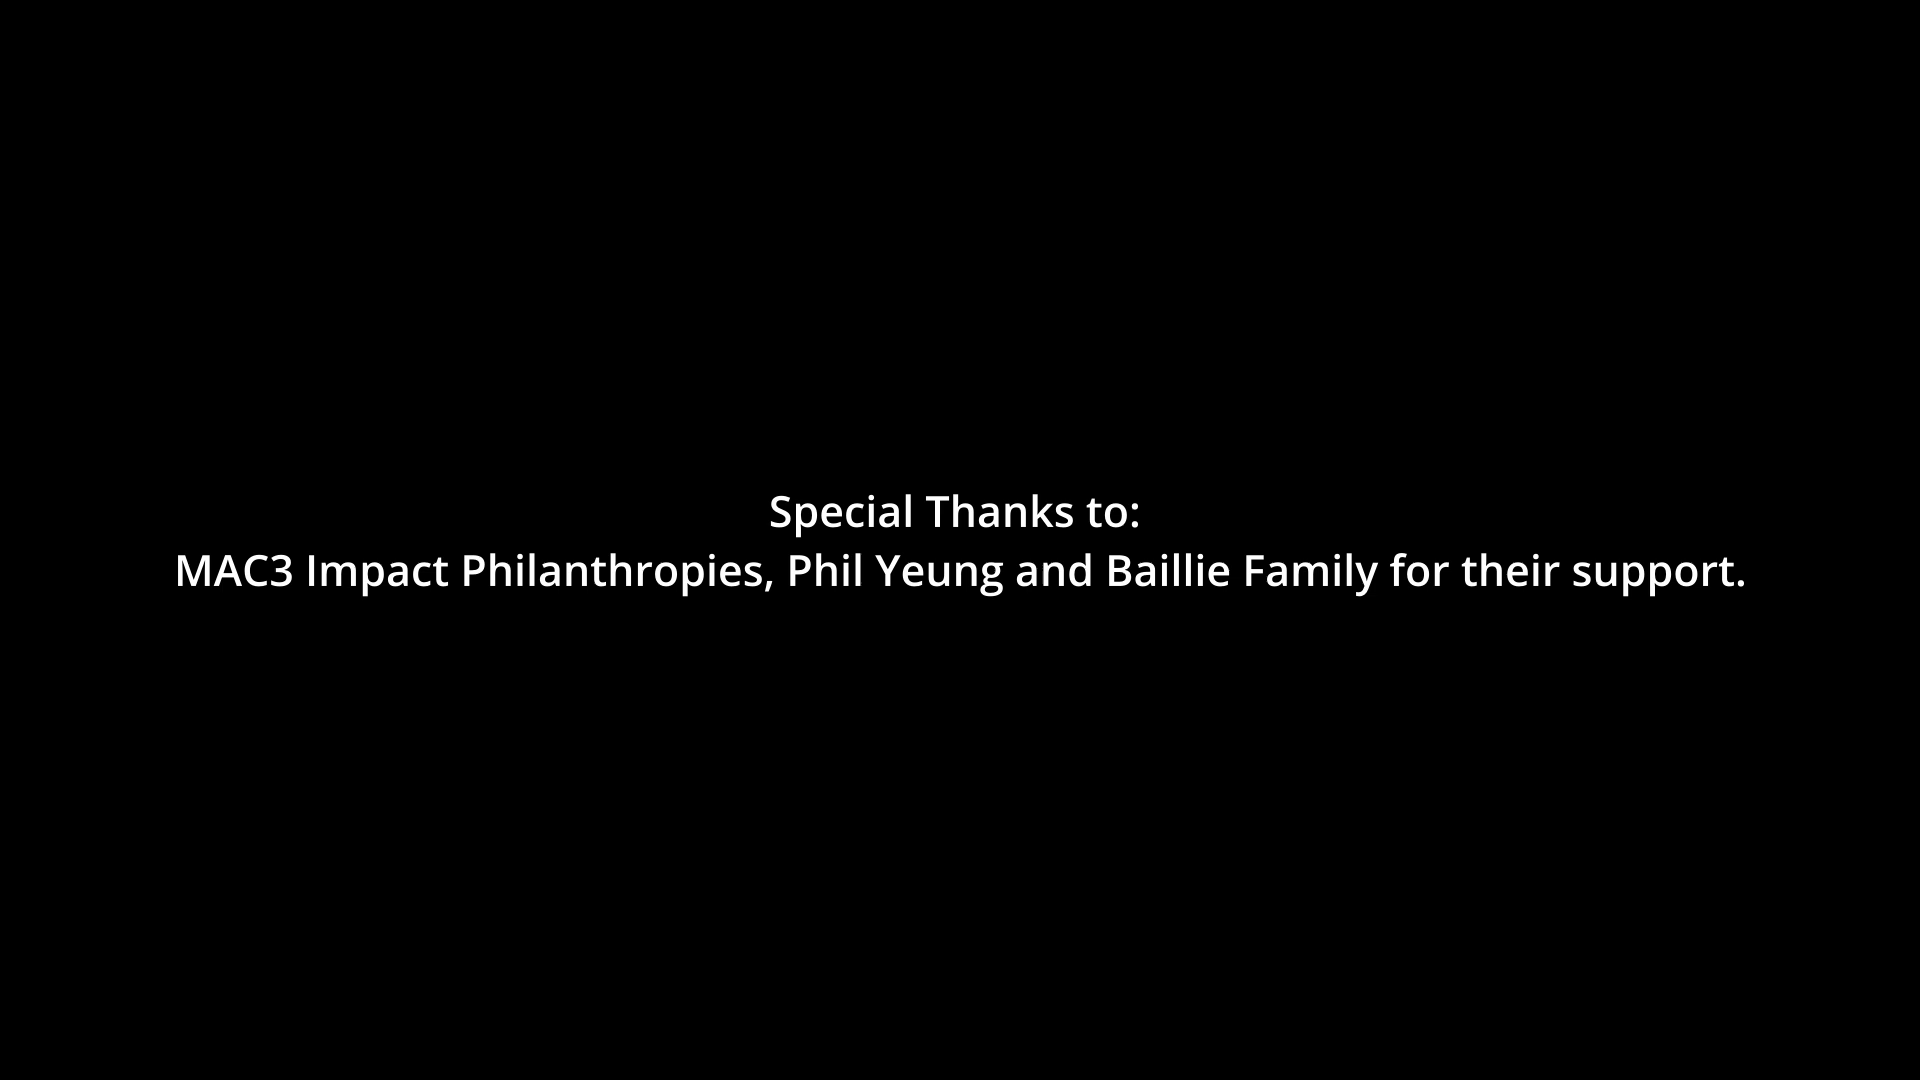 Special Thanks to:
MAC3 Impact Philanthropies, Phil Yeung and Baillie Family for their support.